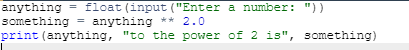 anything = float(input("Enter a number: "))
something = anything ** 2.0
print(anything, "to the power of 2 is", something)